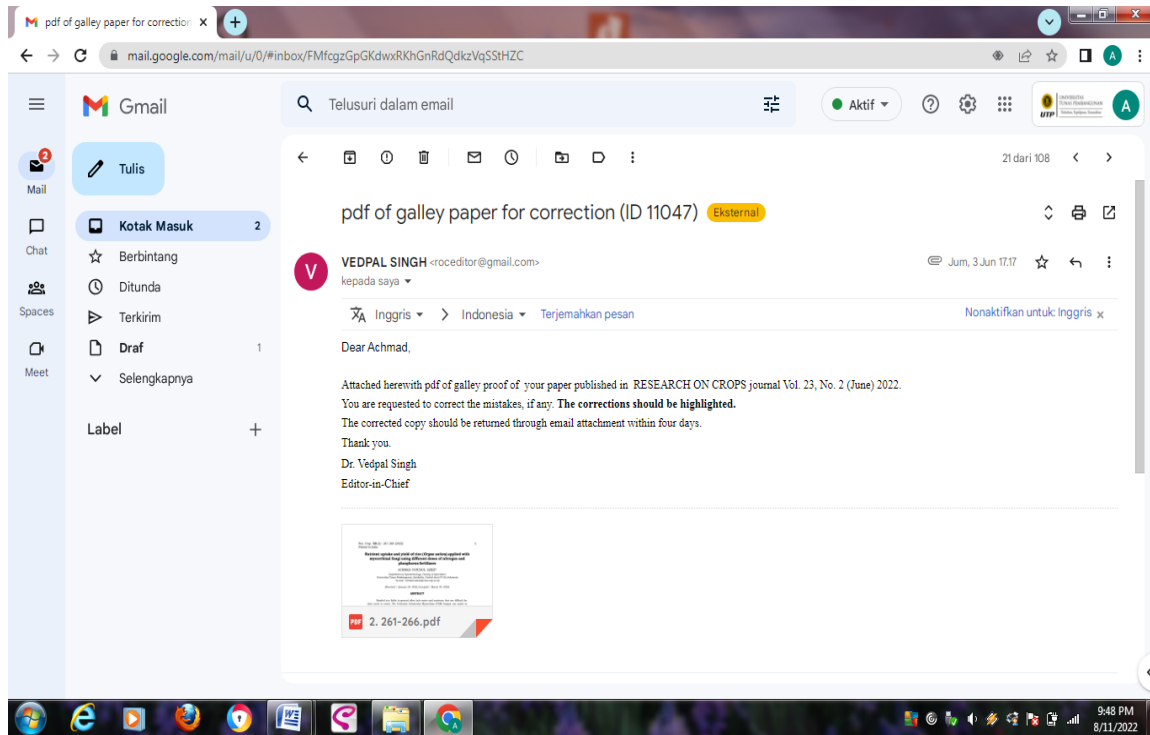 pdf of galley paper for correction
mail.google.com/mail/u/0/#inbox/FMfcgzGpGKdwxRKhGnRdQdkzVqSStHZC
A
Gmail
Telusuri dalam email
Aktif
UTP
A
2
Mail
Chat
Spaces
Meet
Tulis
Kotak Masuk 2
Berbintang
Ditunda
Terkirim
Draf 1
Selengkapnya
Label
21 dari 108
pdf of galley paper for correction (ID 11047) Eksternal
V
VEDPAL SINGH <roceditor@gmail.com>
Jum, 3 Jun 17.17
kepada saya
Inggris > Indonesia Terjemahkan pesan
Nonaktifkan untuk: Inggris x
Dear Achmad,
Attached herewith pdf of galley proof of your paper published in RESEARCH ON CROPS journal Vol. 23, No. 2 (June) 2022.
You are requested to correct the mistakes, if any. The corrections should be highlighted.
The corrected copy should be returned through email attachment within four days.
Thank you.
Dr. Vedpal Singh
Editor-in-Chief
PDF 2. 261-266.pdf
9:48 PM
8/11/2022